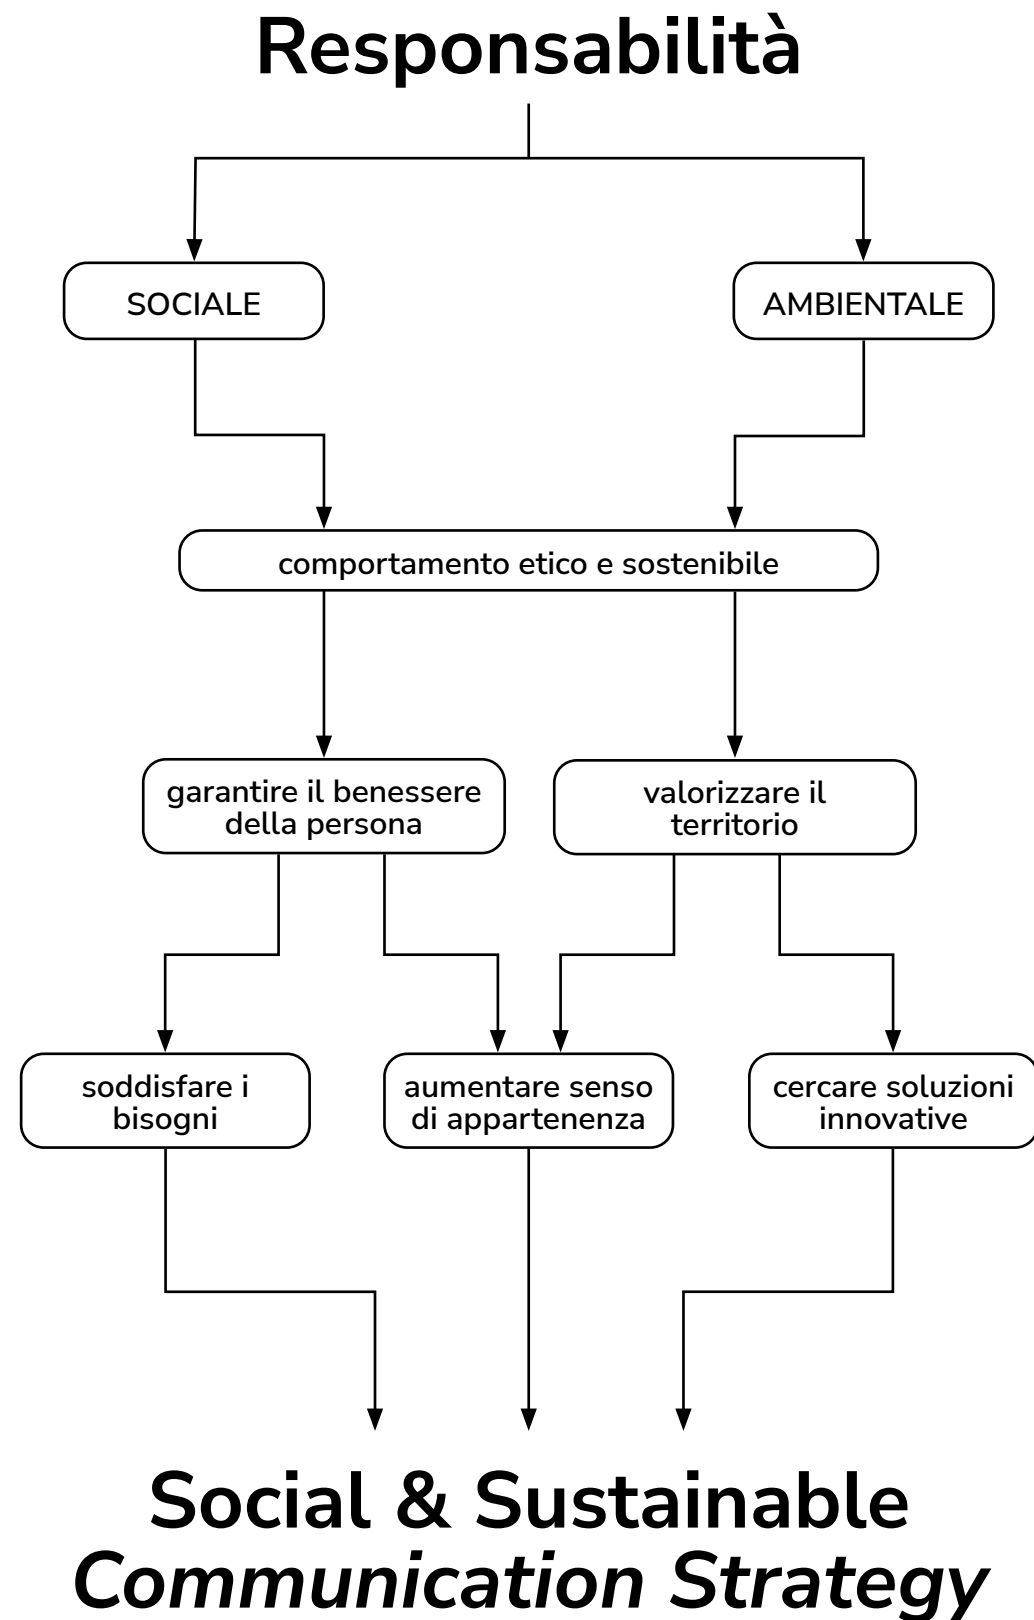 Responsabilità
SOCIALE
AMBIENTALE
comportamento etico e sostenibile
garantire il benessere
della persona
valorizzare il
territorio
soddisfare i
bisogni
aumentare senso
di appartenenza
cercare soluzioni
innovative
Social & Sustainable
Communication Strategy